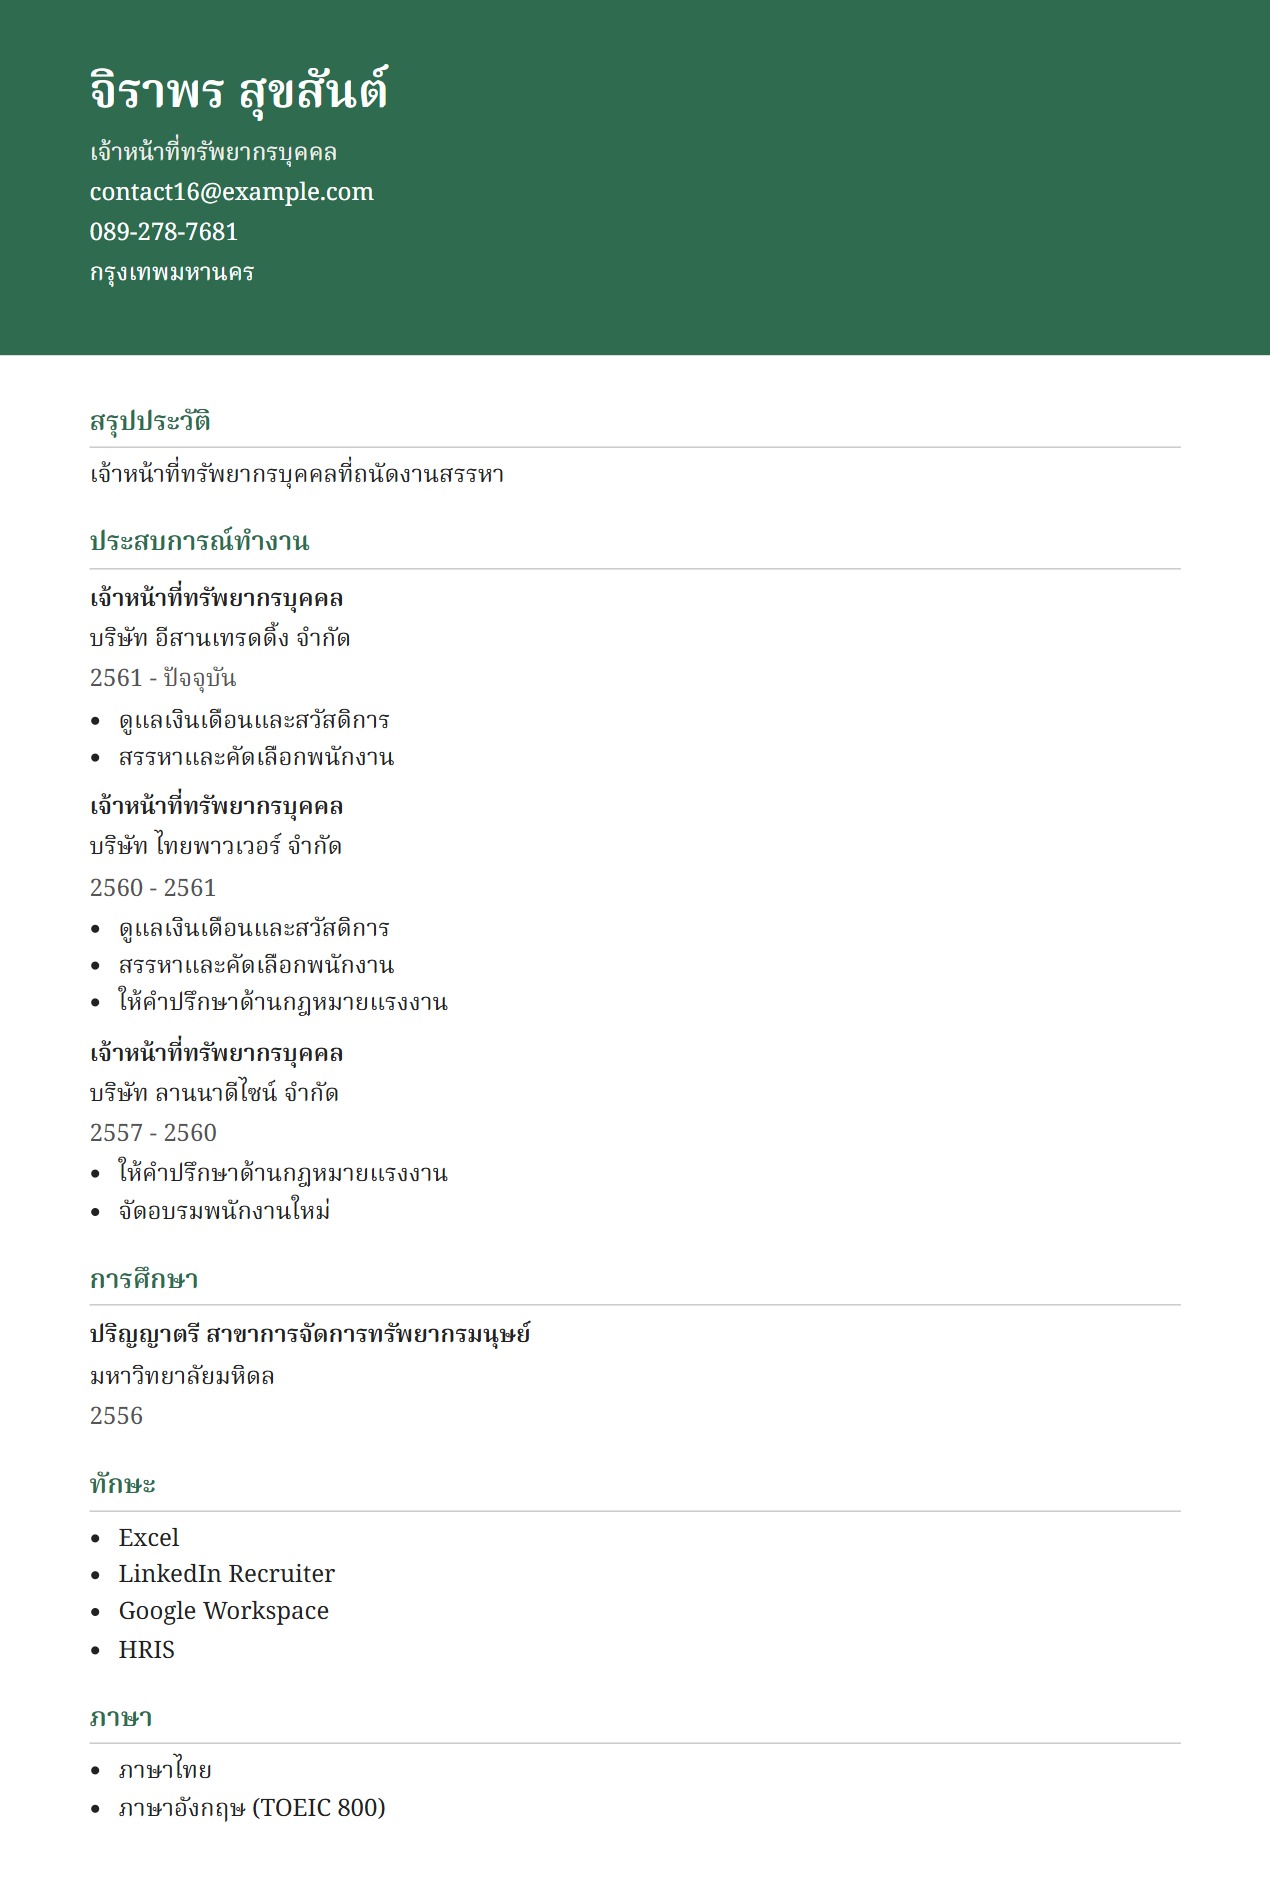 จิราพร สุขสันต์
เจ้าหน้าที่ทรัพยากรบุคคล
contact16@example.com
089-278-7681
กรุงเทพมหานคร
สรุปประวัติ
เจ้าหน้าที่ทรัพยากรบุคคลที่ถนัดงานสรรหา
ประสบการณ์ทำงาน
เจ้าหน้าที่ทรัพยากรบุคคล
บริษัท อีสานเทรดดิ้ง จำกัด
2561 - ปัจจุบัน
• ดูแลเงินเดือนและสวัสดิการ
• สรรหาและคัดเลือกพนักงาน
เจ้าหน้าที่ทรัพยากรบุคคล
บริษัท ไทยพาวเวอร์ จำกัด
2560 - 2561
• ดูแลเงินเดือนและสวัสดิการ
• สรรหาและคัดเลือกพนักงาน
• ให้คำปรึกษาด้านกฎหมายแรงงาน
เจ้าหน้าที่ทรัพยากรบุคคล
บริษัท ลานนาดีไซน์ จำกัด
2557 - 2560
• ให้คำปรึกษาด้านกฎหมายแรงงาน
• จัดอบรมพนักงานใหม่
การศึกษา
ปริญญาตรี สาขาการจัดการทรัพยากรมนุษย์
มหาวิทยาลัยมหิดล
2556
ทักษะ
• Excel
• LinkedIn Recruiter
• Google Workspace
• HRIS
ภาษา
• ภาษาไทย
• ภาษาอังกฤษ (TOEIC 800)